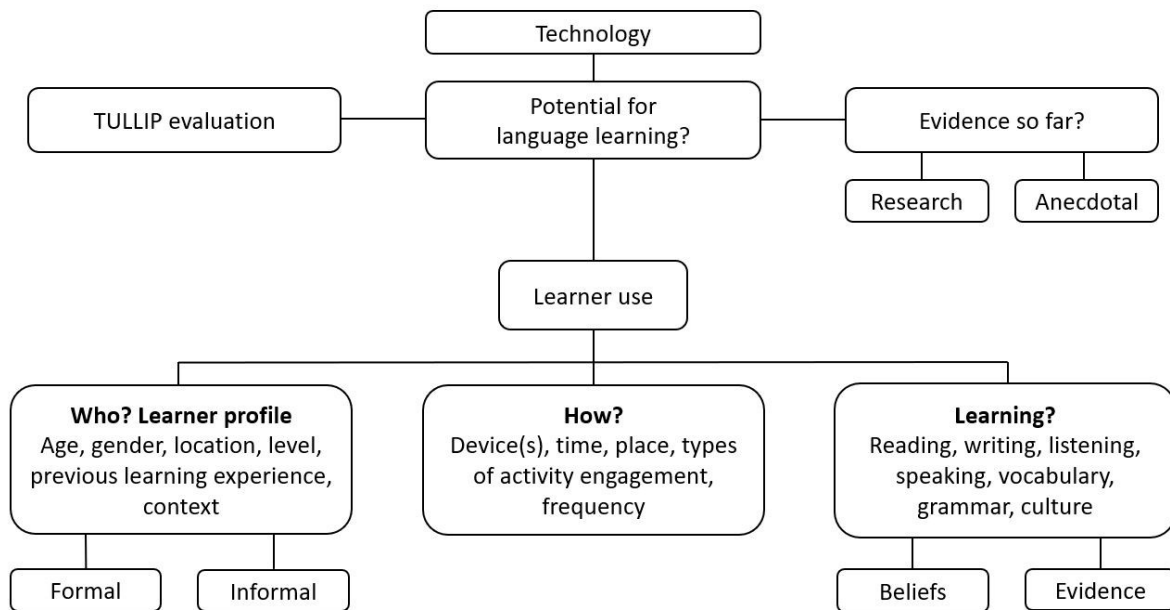 Technology
TULLIP evaluation
Potential for
language learning?
Evidence so far?
Research
Anecdotal
Learner use
Who? Learner profile
Age, gender, location, level,
previous learning experience,
context
How?
Device(s), time, place, types
of activity engagement,
frequency
Learning?
Reading, writing, listening,
speaking, vocabulary,
grammar, culture
Formal
Informal
Beliefs
Evidence